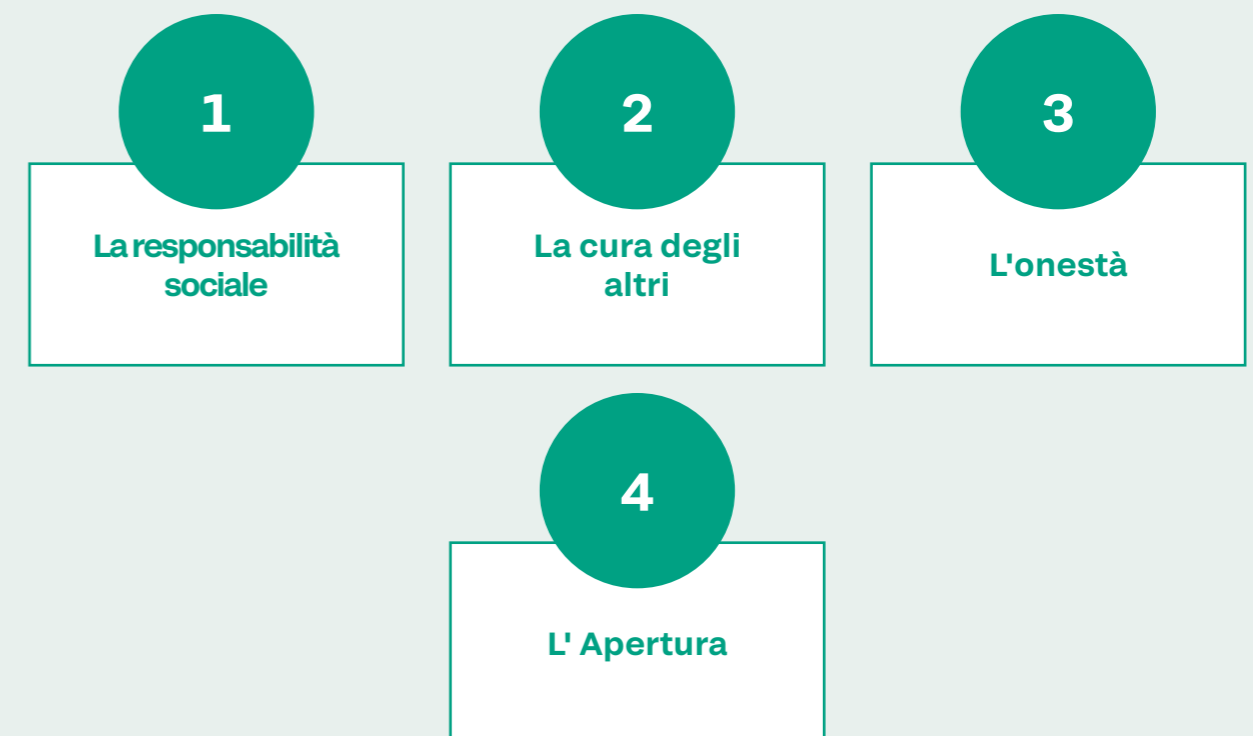 1
La responsabilità
sociale
2
La cura degli
altri
3
L'onestà
4
L' Apertura